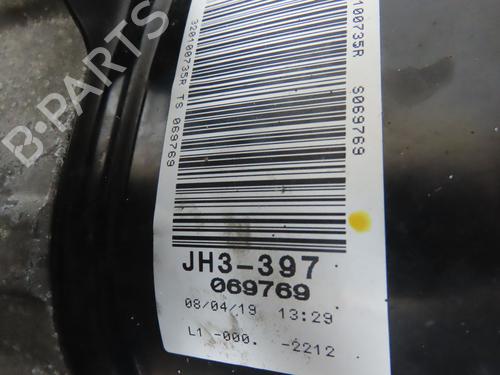 B-PARTS
320100735R TS 069769
100735R S069769
JH3-397
069769
08/04/19 13:29
L1 -000. -2212